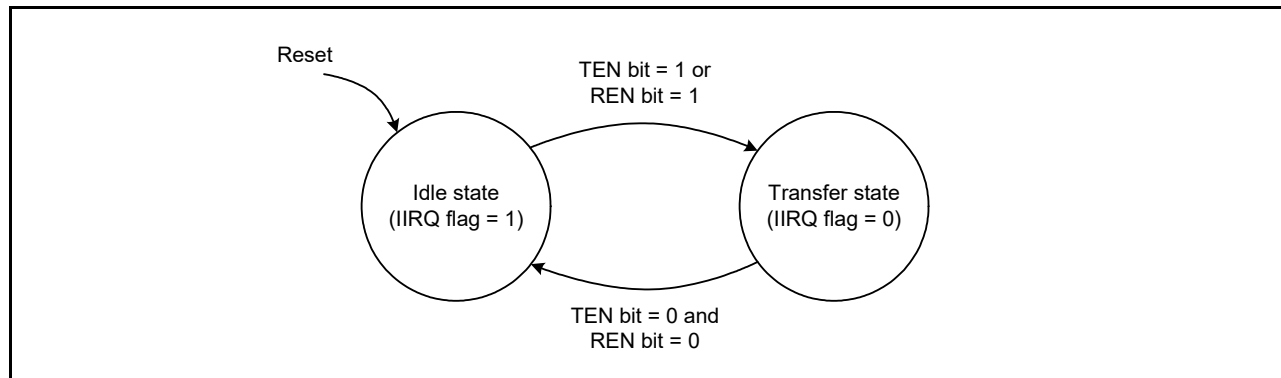 Reset
TEN bit = 1 or
REN bit = 1
Idle state
(IIRQ flag = 1)
Transfer state
(IIRQ flag = 0)
TEN bit = 0 and
REN bit = 0